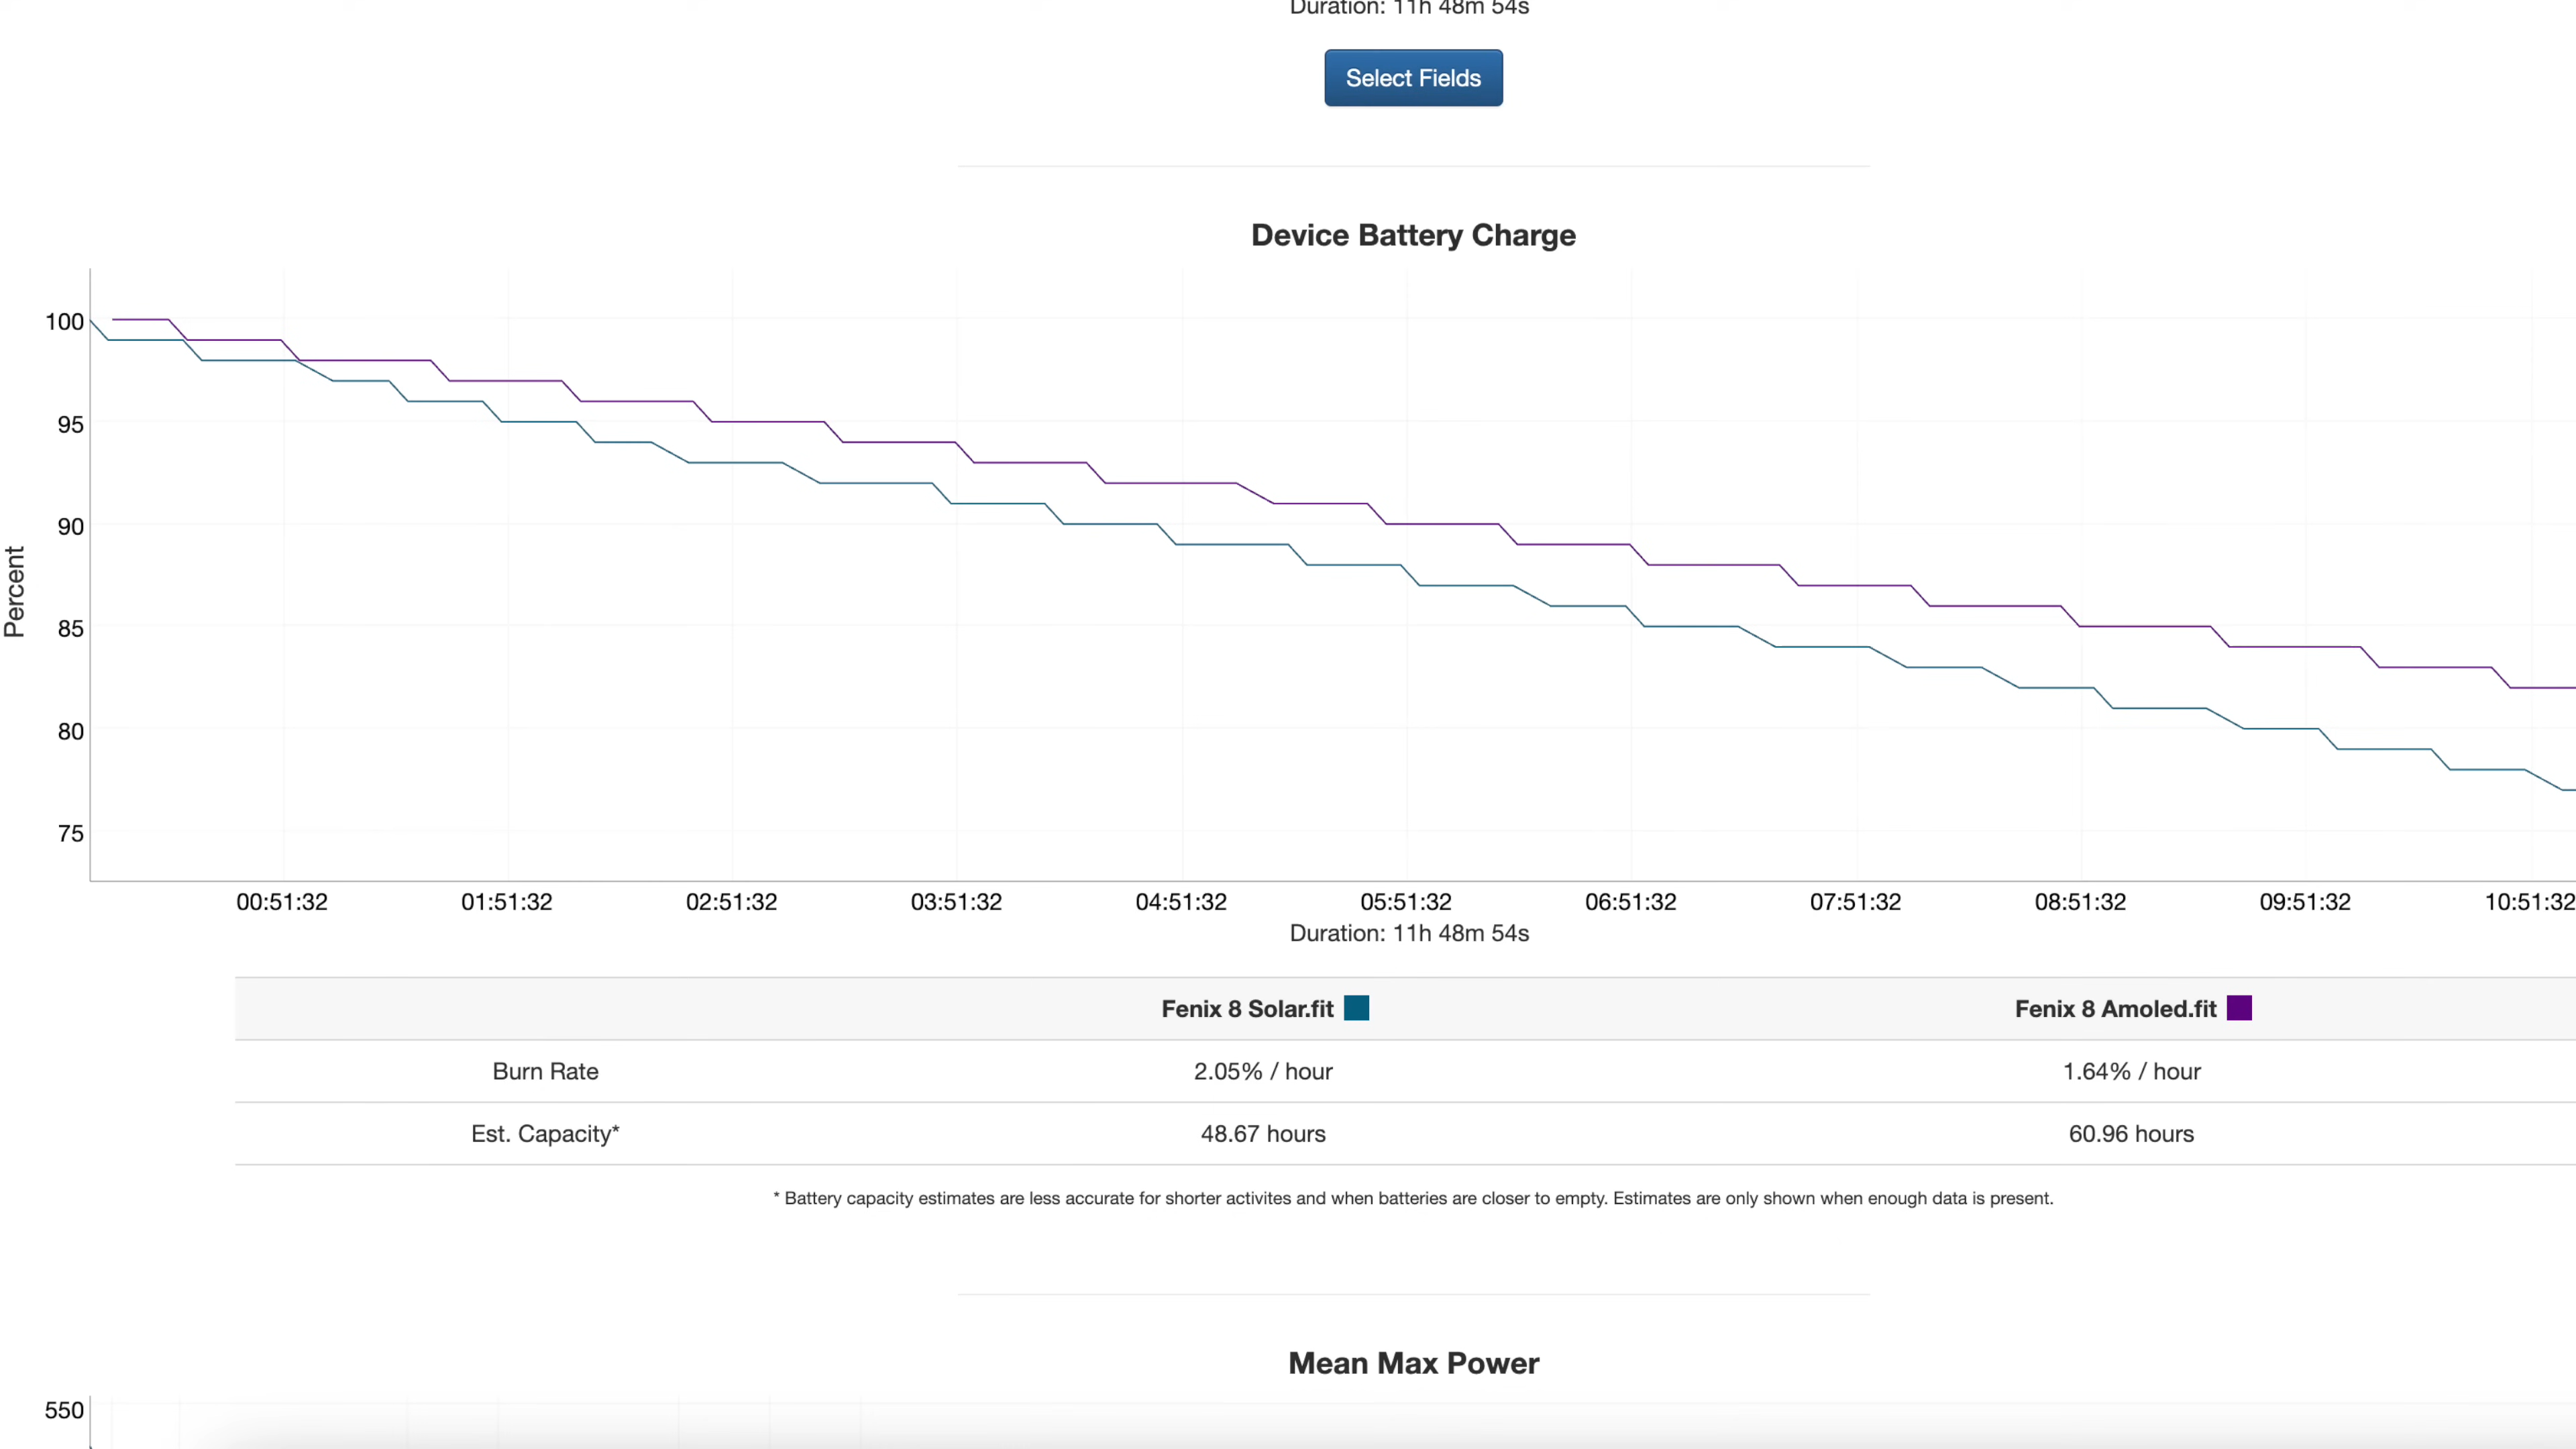 Duration: 11h 48m 54s
Select Fields
Device Battery Charge
100
95
90
85
80
75
Percent
00:51:32 01:51:32 02:51:32 03:51:32 04:51:32 05:51:32 06:51:32 07:51:32 08:51:32 09:51:32 10:51:32
Duration: 11h 48m 54s
Fenix 8 Solar.fit Fenix 8 Amoled.fit
Burn Rate 2.05% / hour 1.64% / hour
Est. Capacity* 48.67 hours 60.96 hours
* Battery capacity estimates are less accurate for shorter activites and when batteries are closer to empty. Estimates are only shown when enough data is present.
Mean Max Power
550